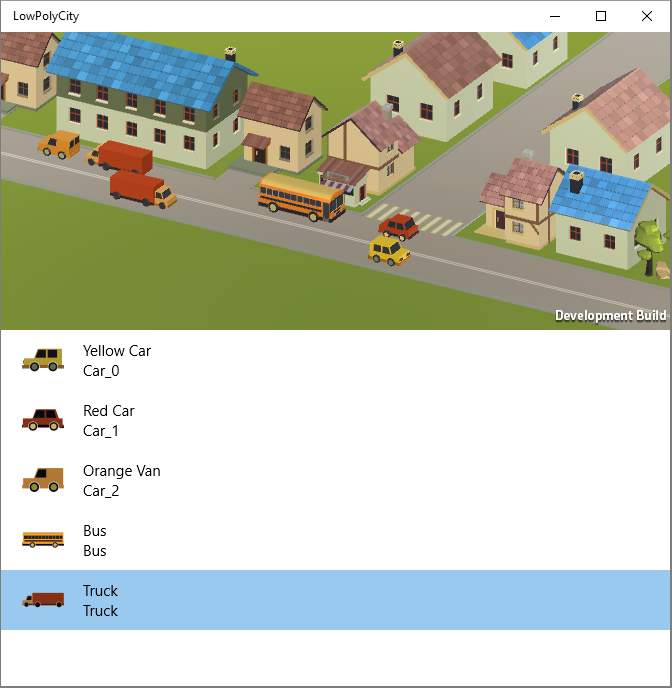 LowPolyCity
Development Build
Yellow Car
Car_0
Red Car
Car_1
Orange Van
Car_2
Bus
Bus
Truck
Truck